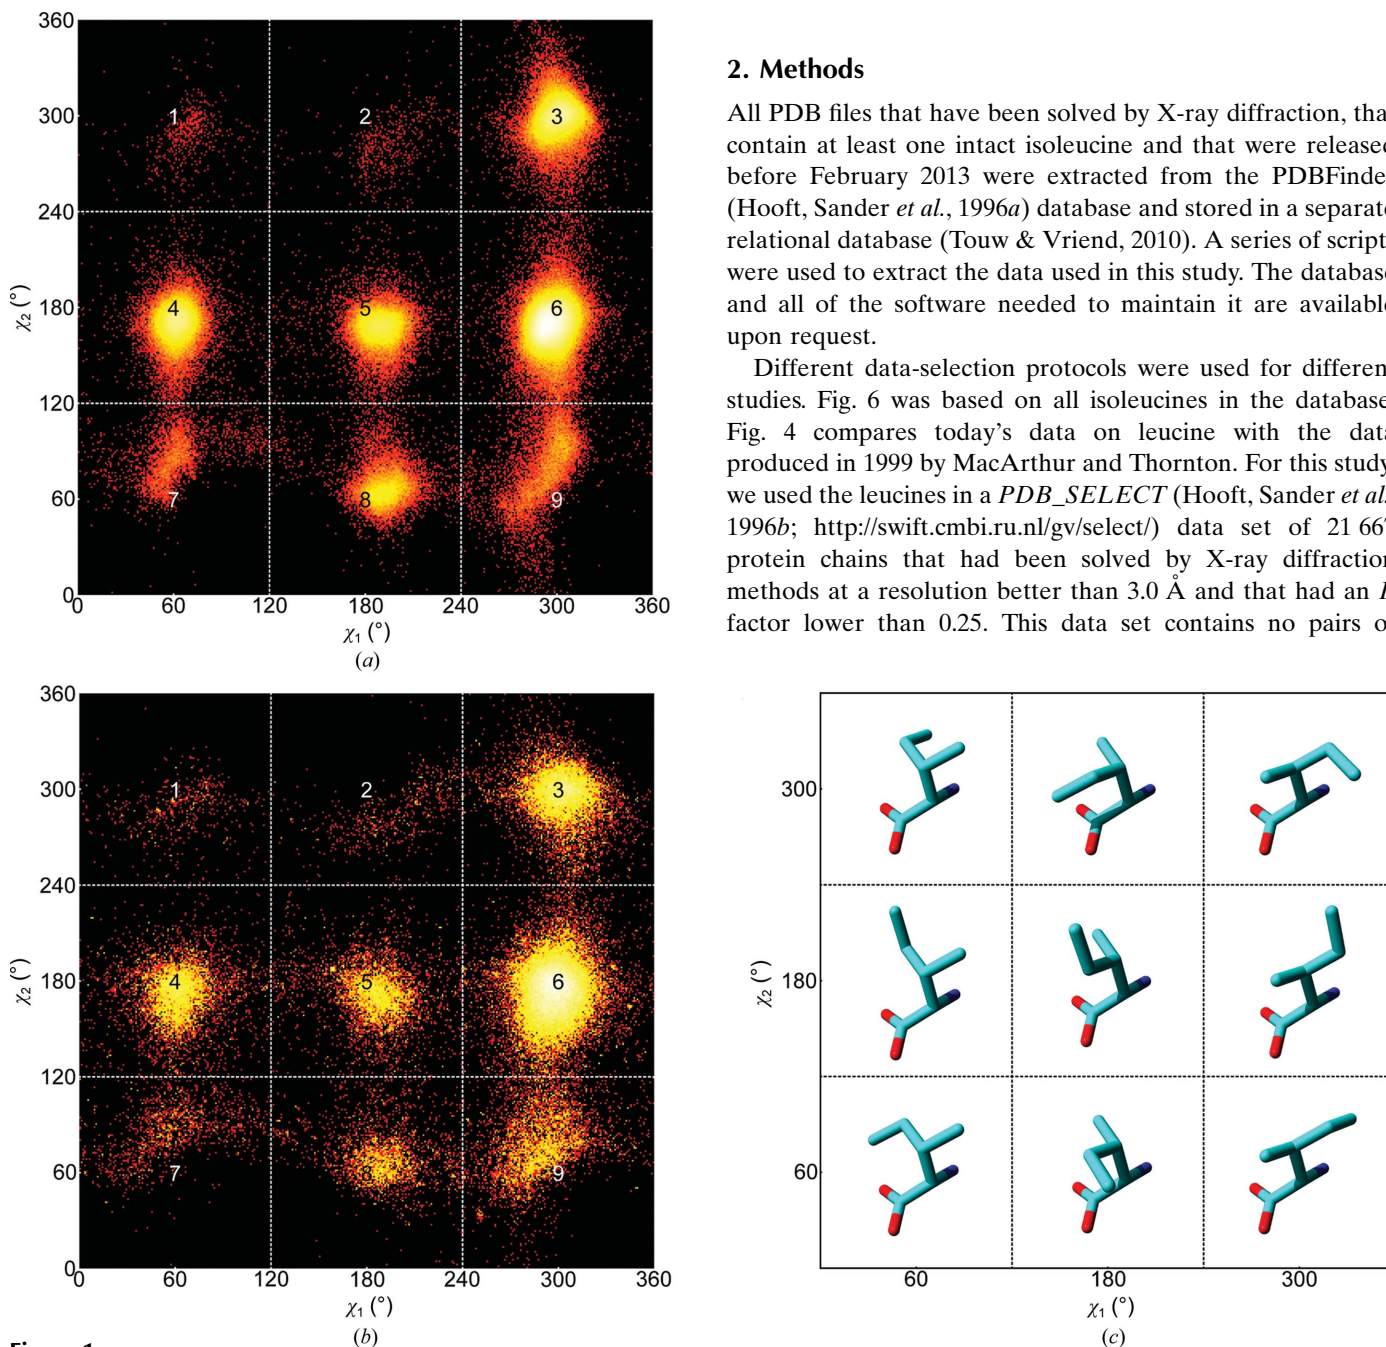 360
300
240
180
120
60
0
χ2 (°)
1
2
3
4
5
6
7
8
9
0
60
120
180
240
300
360
χ1 (°)
(a)
2. Methods
All PDB files that have been solved by X-ray diffraction, tha
contain at least one intact isoleucine and that were release
before February 2013 were extracted from the PDBFinde
(Hooft, Sander et al., 1996a) database and stored in a separat
relational database (Touw & Vriend, 2010). A series of script
were used to extract the data used in this study. The databas
and all of the software needed to maintain it are availabl
upon request.
Different data-selection protocols were used for differen
studies. Fig. 6 was based on all isoleucines in the database
Fig. 4 compares today's data on leucine with the dat
produced in 1999 by MacArthur and Thornton. For this study
we used the leucines in a PDB_SELECT (Hooft, Sander et al.
1996b; http://swift.cmbi.ru.nl/gv/select/) data set of 21 66
protein chains that had been solved by X-ray diffraction
methods at a resolution better than 3.0 Å and that had an
factor lower than 0.25. This data set contains no pairs o
360
300
240
180
120
60
0
χ2 (°)
1
2
3
4
5
6
7
8
9
0
60
120
180
240
300
360
χ1 (°)
(b)
300
180
60
χ2 (°)
60
180
300
χ1 (°)
(c)